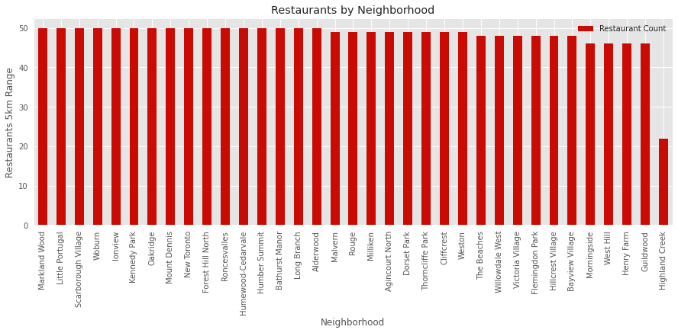 Restaurants by Neighborhood
Restaurant Count
Restaurants 5km Range
50
40
30
20
10
0
Markland Wood
Little Portugal
Scarborough Village
Woburn
Ionview
Kennedy Park
Oakridge
Mount Dennis
New Toronto
Forest Hill North
Roncesvalles
Humewood-Cedarvale
Humber Summit
Bathurst Manor
Long Branch
Alderwood
Malvern
Rouge
Milliken
Agincourt North
Dorset Park
Thorncliffe Park
Cliffcrest
Weston
The Beaches
Willowdale West
Victoria Village
Flemingdon Park
Hillcrest Village
Bayview Village
Morningside
West Hill
Henry Farm
Guildwood
Highland Creek
Neighborhood